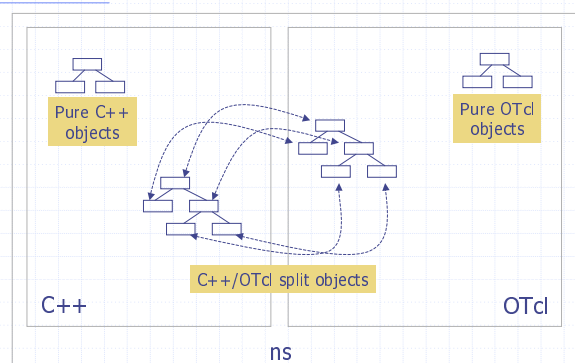 Pure C++
objects
Pure OTcl
objects
C++/OTcl split objects
C++
OTcl
ns